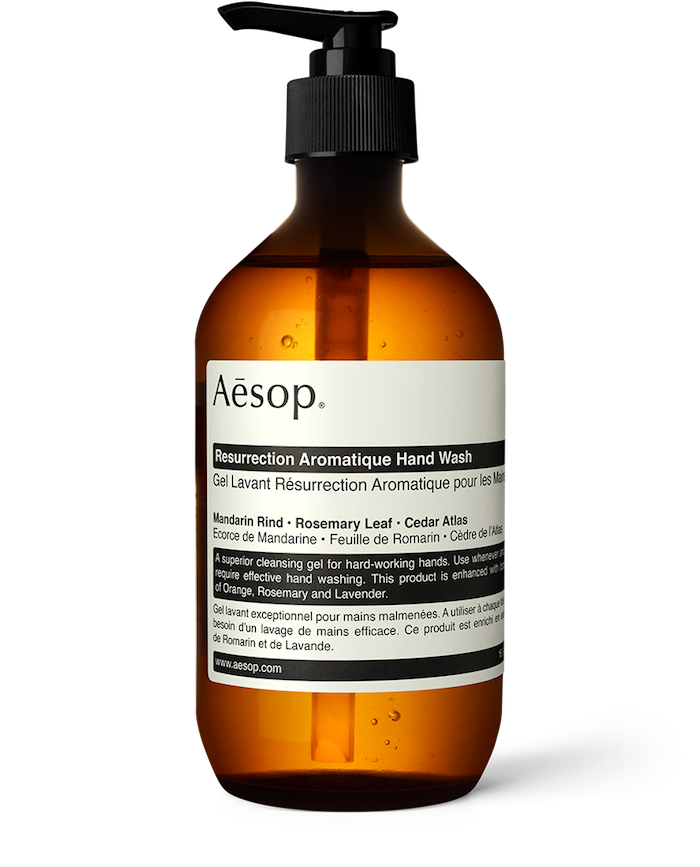 Aēsop®
Resurrection Aromatique Hand Wash
Gel Lavant Résurrection Aromatique pour les Mains
Mandarin Rind · Rosemary Leaf · Cedar Atlas
Ecorce de Mandarine · Feuille de Romarin · Cèdre de l'Atlas
A superior cleansing gel for hard-working hands. Use whenever
require effective hand washing. This product is enhanced with
of Orange, Rosemary and Lavender.
Gel lavant exceptionnel pour mains malmenées. A utiliser à chaque
besoin d'un lavage de mains efficace. Ce produit est enrichi en
de Romarin et de Lavande.
www.aesop.com